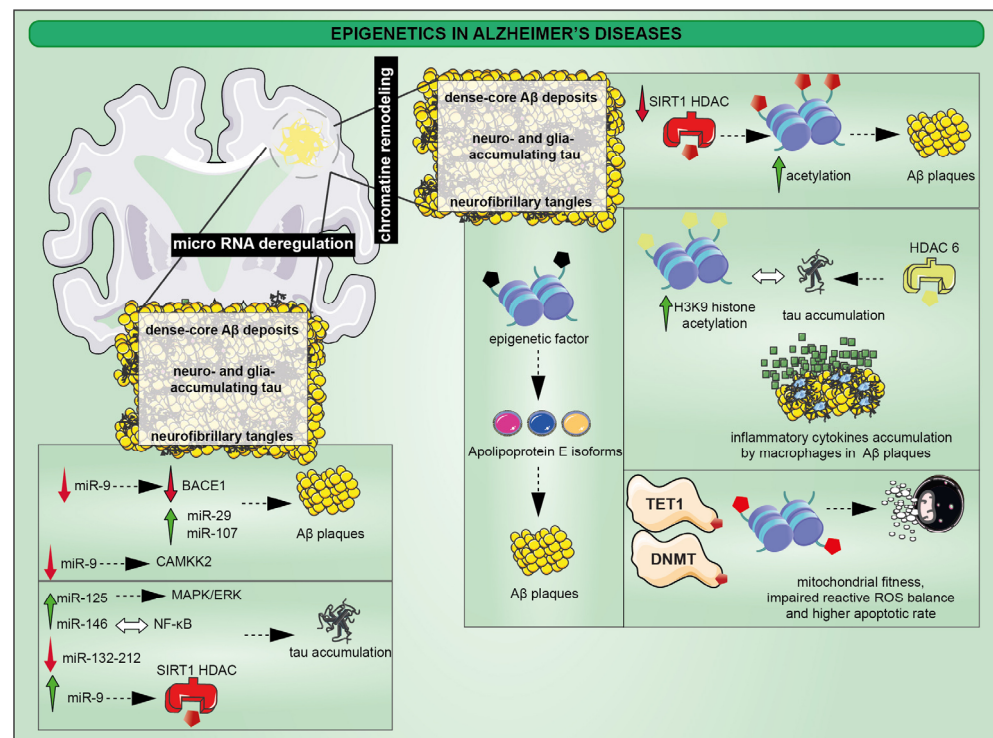 EPIGENETICS IN ALZHEIMER'S DISEASES
micro RNA deregulation
chromatine remodeling
dense-core Aβ deposits
neuro- and glia-
accumulating tau
neurofibrillary tangles
dense-core Aβ deposits
neuro- and glia-
accumulating tau
neurofibrillary tangles
miR-9
BACE1
miR-29
miR-107
Aβ plaques
miR-9
CAMKK2
miR-125
MAPK/ERK
miR-146
NF-κB
miR-132-212
tau accumulation
SIRT1 HDAC
miR-9
epigenetic factor
Apolipoprotein E isoforms
Aβ plaques
SIRT1 HDAC
acetylation
Aβ plaques
HDAC 6
H3K9 histone
acetylation
tau accumulation
inflammatory cytokines accumulation
by macrophages in Aβ plaques
TET1
DNMT
mitochondrial fitness,
impaired reactive ROS balance
and higher apoptotic rate